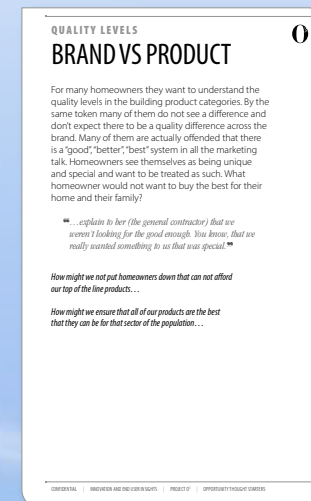 QUALITY LEVELS
O
BRAND VS PRODUCT
For many homeowners they want to understand the
quality levels in the building product categories. By the
same token many of them do not see a difference and
don't expect there to be a quality difference across the
brand. Many of them are actually offended that there
is a "good", "better", "best" system in all the marketing
talk. Homeowners see themselves as being unique
and special and want to be treated as such. What
homeowner would not want to buy the best for their
home and their family?
❝…explain to her (the general contractor) that we
weren't looking for the good enough. You know, that we
really wanted something to us that was special.❞
How might we not put homeowners down that can not afford
our top of the line products…
How might we ensure that all of our products are the best
that they can be for that sector of the population…
CONFIDENTIAL | INNOVATION AND END USER INSIGHTS | PROJECT O² | OPPORTUNITY THOUGHT STARTERS